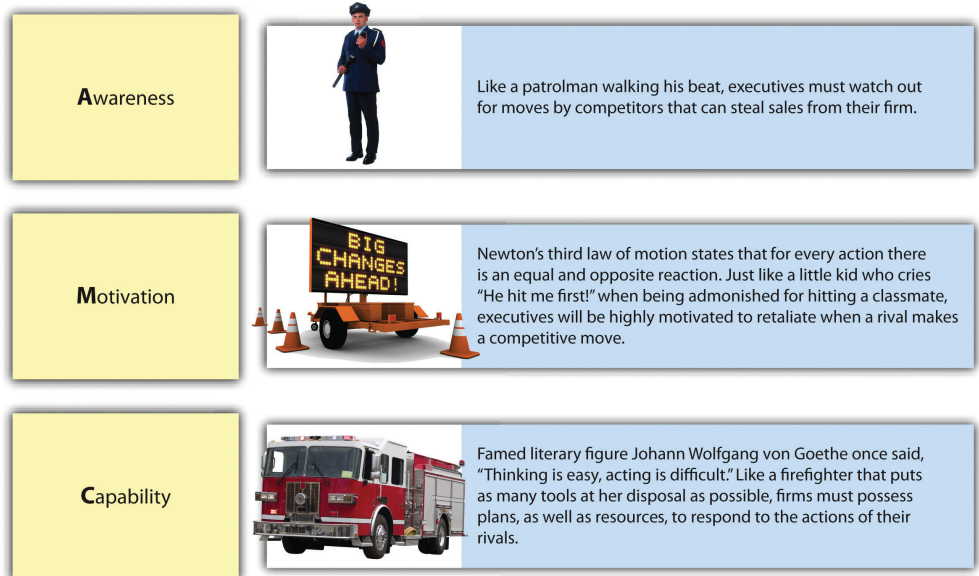 Awareness
Like a patrolman walking his beat, executives must watch out
for moves by competitors that can steal sales from their firm.
Motivation
BIG
CHANGES
AHEAD!
Newton’s third law of motion states that for every action there
is an equal and opposite reaction. Just like a little kid who cries
“He hit me first!” when being admonished for hitting a classmate,
executives will be highly motivated to retaliate when a rival makes
a competitive move.
Capability
Famed literary figure Johann Wolfgang von Goethe once said,
“Thinking is easy, acting is difficult.” Like a firefighter that puts
as many tools at her disposal as possible, firms must possess
plans, as well as resources, to respond to the actions of their
rivals.